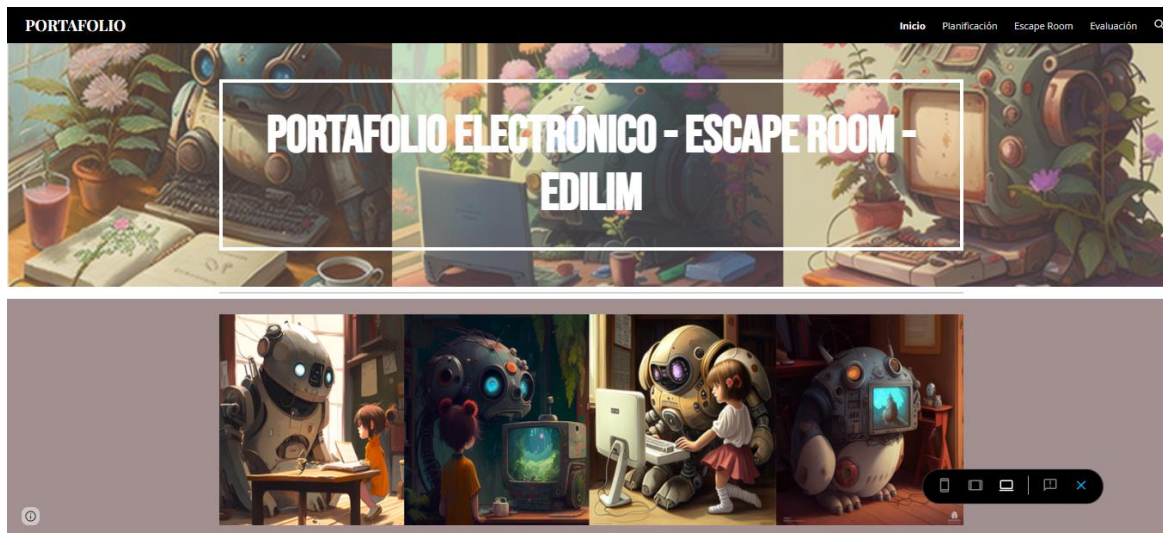 PORTAFOLIO
Inicio Planificación Escape Room Evaluación
PORTAFOLIO ELECTRÓNICO - ESCAPE ROOM -
EDILIM